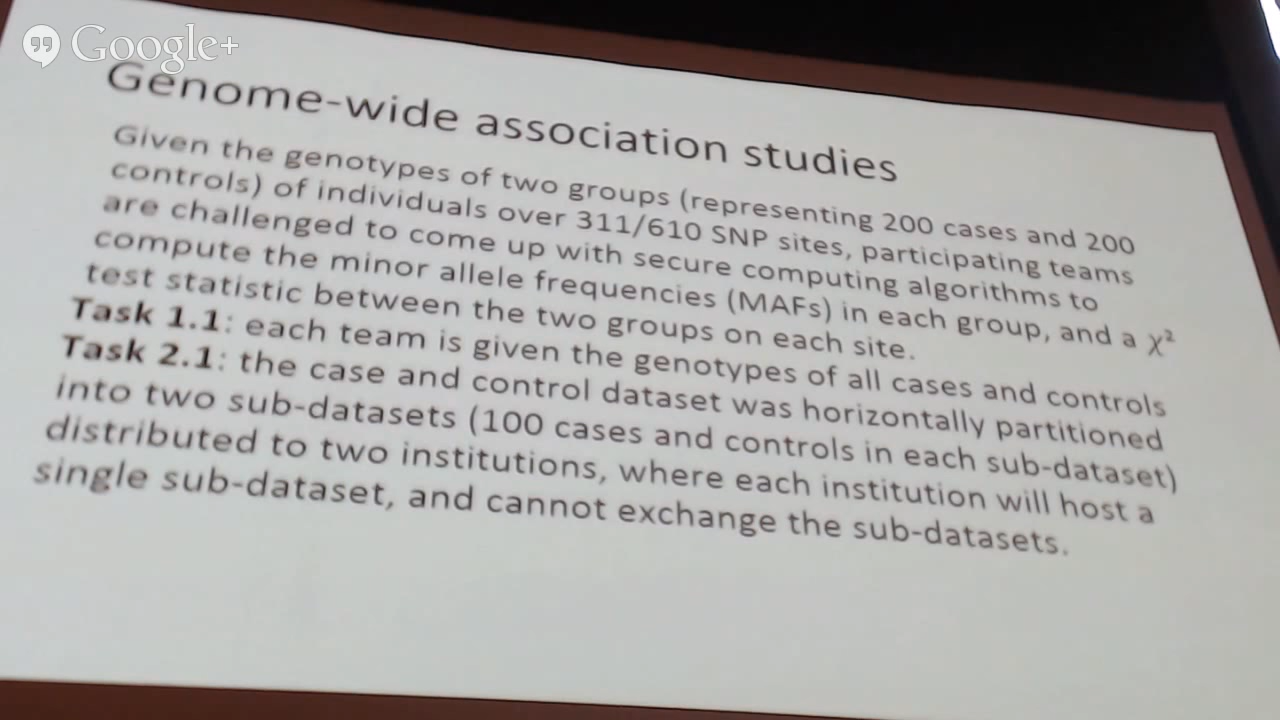 Google+
Genome-wide association studies
Given the genotypes of two groups (representing 200 cases and 200
controls) of individuals over 311/610 SNP sites, participating teams
are challenged to come up with secure computing algorithms to
compute the minor allele frequencies (MAFs) in each group, and a χ²
test statistic between the two groups on each site.
Task 1.1: each team is given the genotypes of all cases and controls
Task 2.1: the case and control dataset was horizontally partitioned
into two sub-datasets (100 cases and controls in each sub-dataset)
distributed to two institutions, where each institution will host a
single sub-dataset, and cannot exchange the sub-datasets.